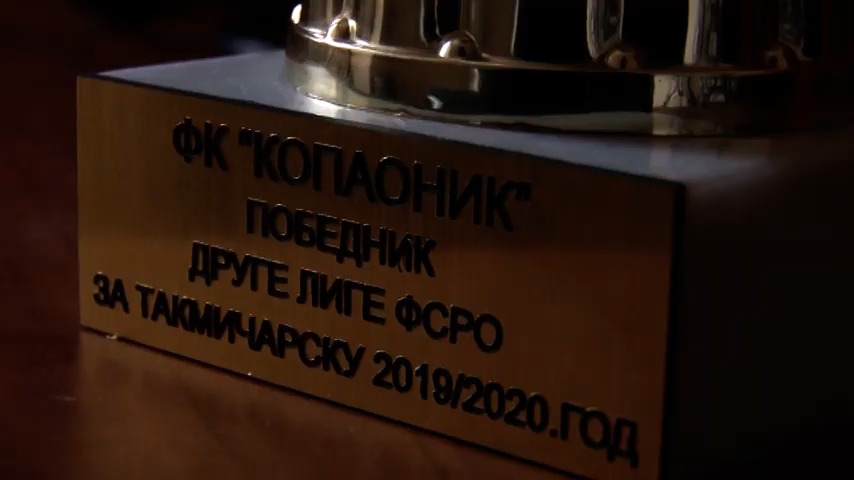 ФК "КОПАОНИК"
ПОБЕДНИК
ДРУГЕ ЛИГЕ ФСРО
ЗА ТАКМИЧАРСКУ 2019/2020.ГОД